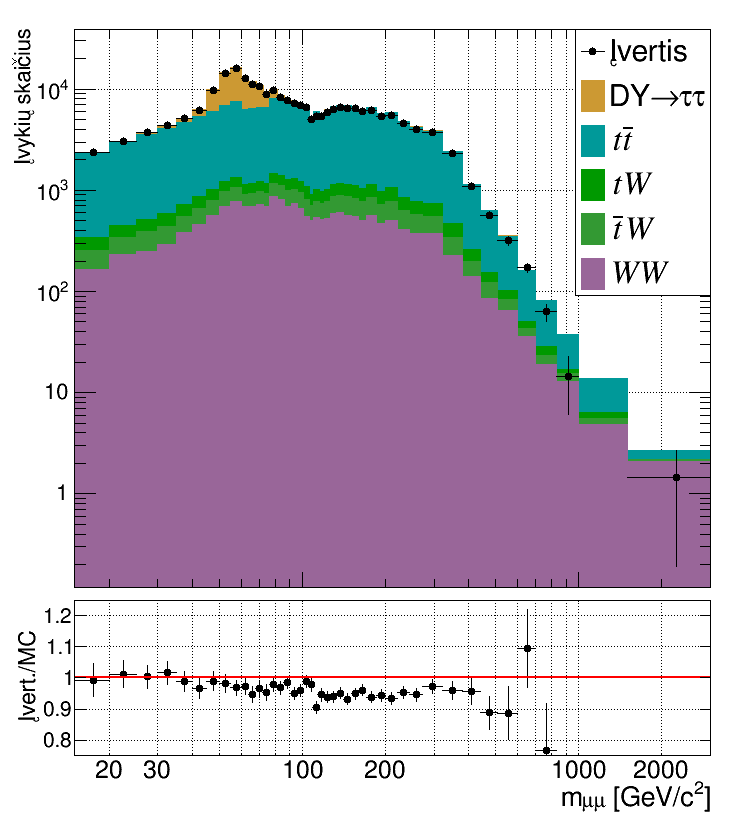 Įvykių skaičius
10⁴
10³
10²
10
1
Įvertis
DY→ττ
tt̄
tW
t̄W
WW
Įvert./MC
1.2
1.1
1
0.9
0.8
20 30 100 200 1000 2000
mμμ [GeV/c²]